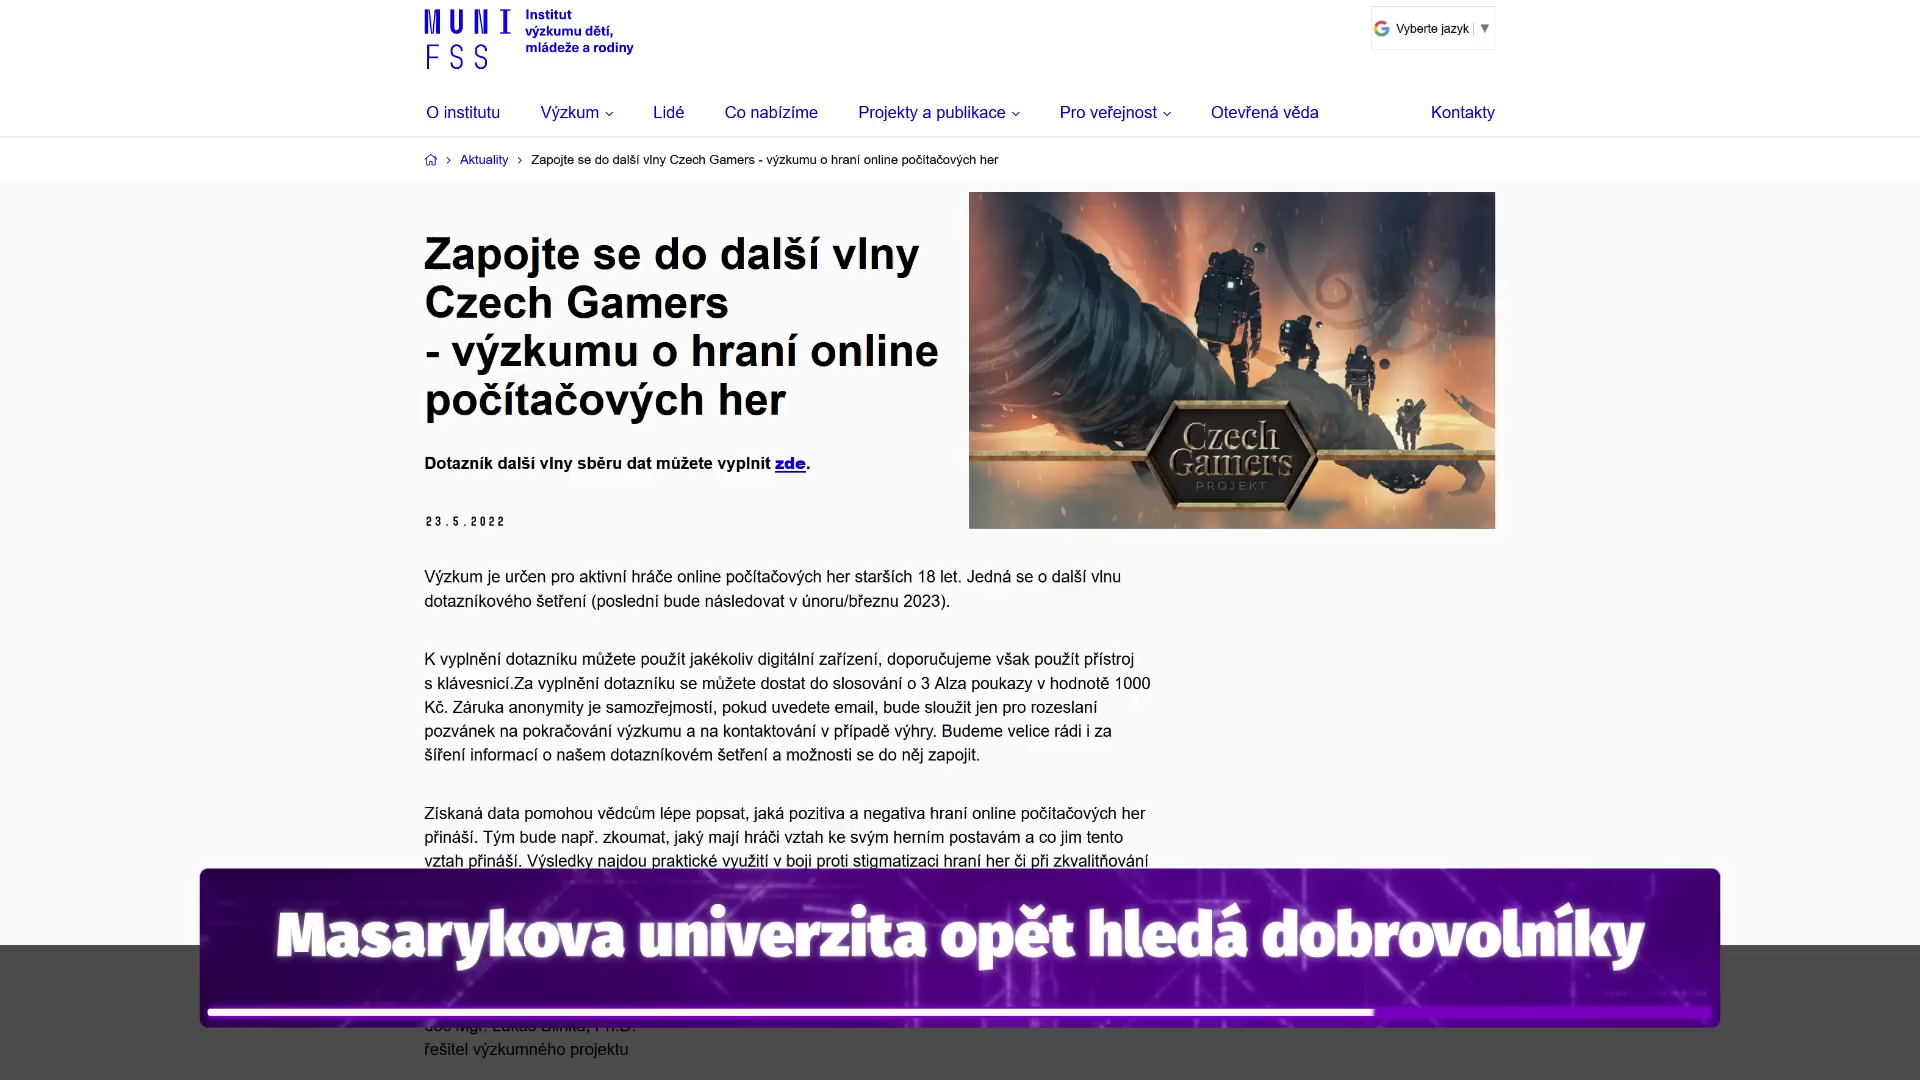 MUNI
FSS
Institut
výzkumu dětí,
mládeže a rodiny
Vyberte jazyk ▼
O institutu
Výzkum
Lidé
Co nabízíme
Projekty a publikace
Pro veřejnost
Otevřená věda
Kontakty
Aktuality
Zapojte se do další vlny Czech Gamers - výzkumu o hraní online počítačových her
Zapojte se do další vlny
Czech Gamers
- výzkumu o hraní online
počítačových her
Czech
Gamers
PROJEKT
Dotazník další vlny sběru dat můžete vyplnit zde.
23.5.2022
Výzkum je určen pro aktivní hráče online počítačových her starších 18 let. Jedná se o další vlnu
dotazníkového šetření (poslední bude následovat v únoru/březnu 2023).
K vyplnění dotazníku můžete použít jakékoliv digitální zařízení, doporučujeme však použít přístroj
s klávesnicí.Za vyplnění dotazníku se můžete dostat do slosování o 3 Alza poukazy v hodnotě 1000
Kč. Záruka anonymity je samozřejmostí, pokud uvedete email, bude sloužit jen pro rozeslaní
pozvánek na pokračování výzkumu a na kontaktování v případě výhry. Budeme velice rádi i za
šíření informací o našem dotazníkovém šetření a možnosti se do něj zapojit.
Získaná data pomohou vědcům lépe popsat, jaká pozitiva a negativa hraní online počítačových her
přináší. Tým bude např. zkoumat, jaký mají hráči vztah ke svým herním postavám a co jim tento
vztah přináší. Výsledky najdou praktické využití v boji proti stigmatizaci hraní her či při zkvalitňování
Masarykova univerzita opět hledá dobrovolníky
řešitel výzkumného projektu